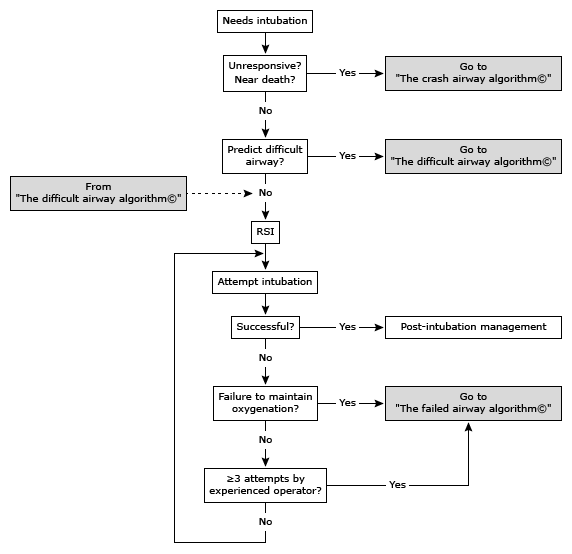 Needs intubation
Unresponsive?
Near death?
Yes
Go to
"The crash airway algorithm©"
No
Predict difficult
airway?
Yes
Go to
"The difficult airway algorithm©"
From
"The difficult airway algorithm©"
No
RSI
Attempt intubation
Successful?
Yes
Post-intubation management
No
Failure to maintain
oxygenation?
Yes
Go to
"The failed airway algorithm©"
No
≥3 attempts by
experienced operator?
Yes
No